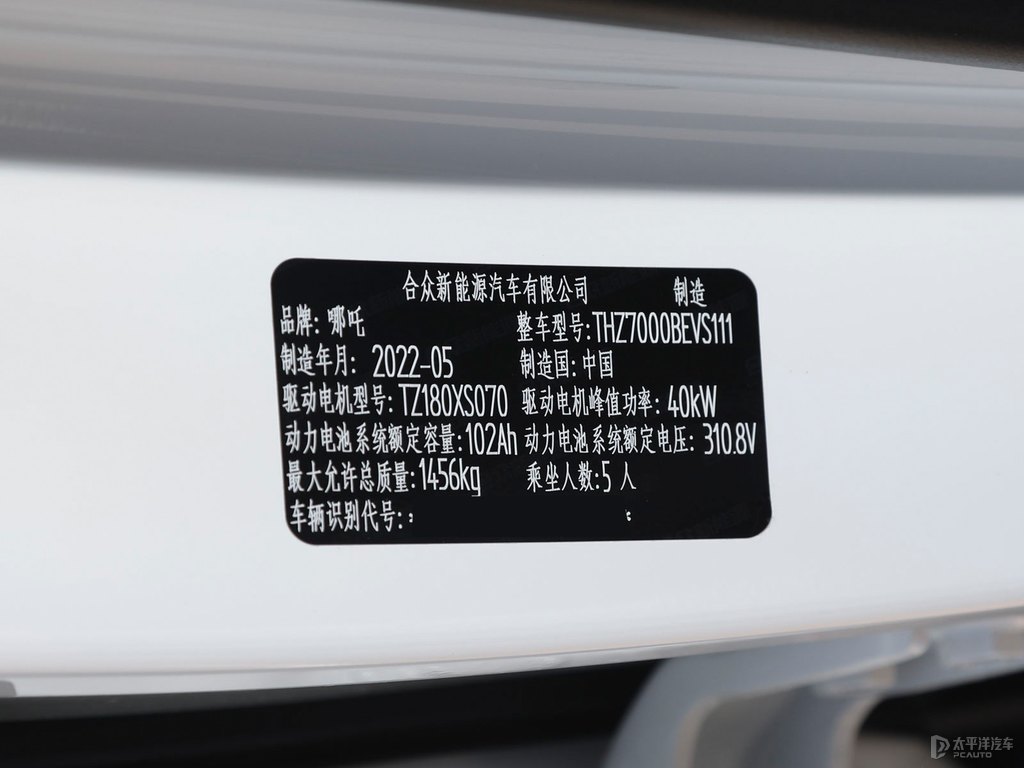 合众新能源汽车有限公司 制造
品牌: 哪吒 整车型号:THZ7000BEVS111
制造年月: 2022-05 制造国: 中国
驱动电机型号:TZ180XS070 驱动电机峰值功率: 40kW
动力电池系统额定容量:102Ah 动力电池系统额定电压: 310.8V
最大允许总质量:1456kg 乘坐人数:5 人
车辆识别代号:
太平洋汽车
PCAUTO